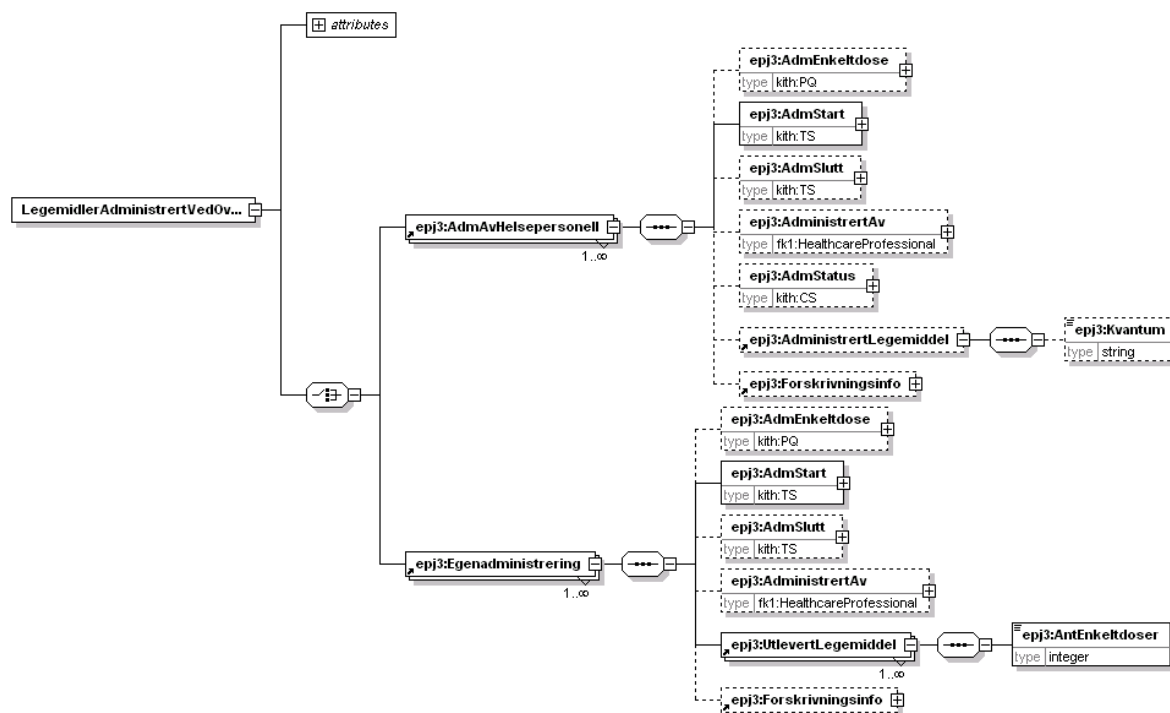 attributes
LegemidlerAdministrertVedOv...
epj3:AdmAvHelsepersonell
1..∞
epj3:AdmEnkeltdose
type kith:PQ
epj3:AdmStart
type kith:TS
epj3:AdmSlutt
type kith:TS
epj3:AdministrertAv
type fk1:HealthcareProfessional
epj3:AdmStatus
type kith:CS
epj3:AdministrertLegemiddel
epj3:Kvantum
type string
epj3:Forskrivningsinfo
epj3:Egenadministrering
1..∞
epj3:AdmEnkeltdose
type kith:PQ
epj3:AdmStart
type kith:TS
epj3:AdmSlutt
type kith:TS
epj3:AdministrertAv
type fk1:HealthcareProfessional
epj3:UtlevertLegemiddel
1..∞
epj3:AntEnkeltdoser
type integer
epj3:Forskrivningsinfo